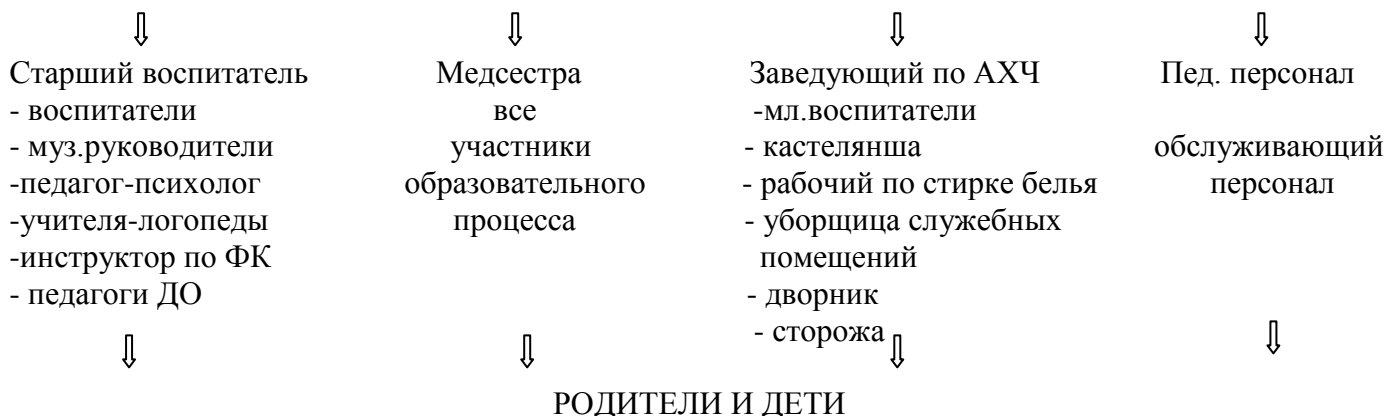 ⇩ ⇩ ⇩ ⇩
Старший воспитатель
- воспитатели
- муз.руководители
-педагог-психолог
-учителя-логопеды
-инструктор по ФК
- педагоги ДО
Медсестра
все
участники
образовательного
процесса
Заведующий по АХЧ
-мл.воспитатели
- кастелянша
- рабочий по стирке белья
- уборщица служебных
помещений
- дворник
- сторожа
Пед. персонал
обслуживающий
персонал
⇩ ⇩ ⇩ ⇩
РОДИТЕЛИ И ДЕТИ